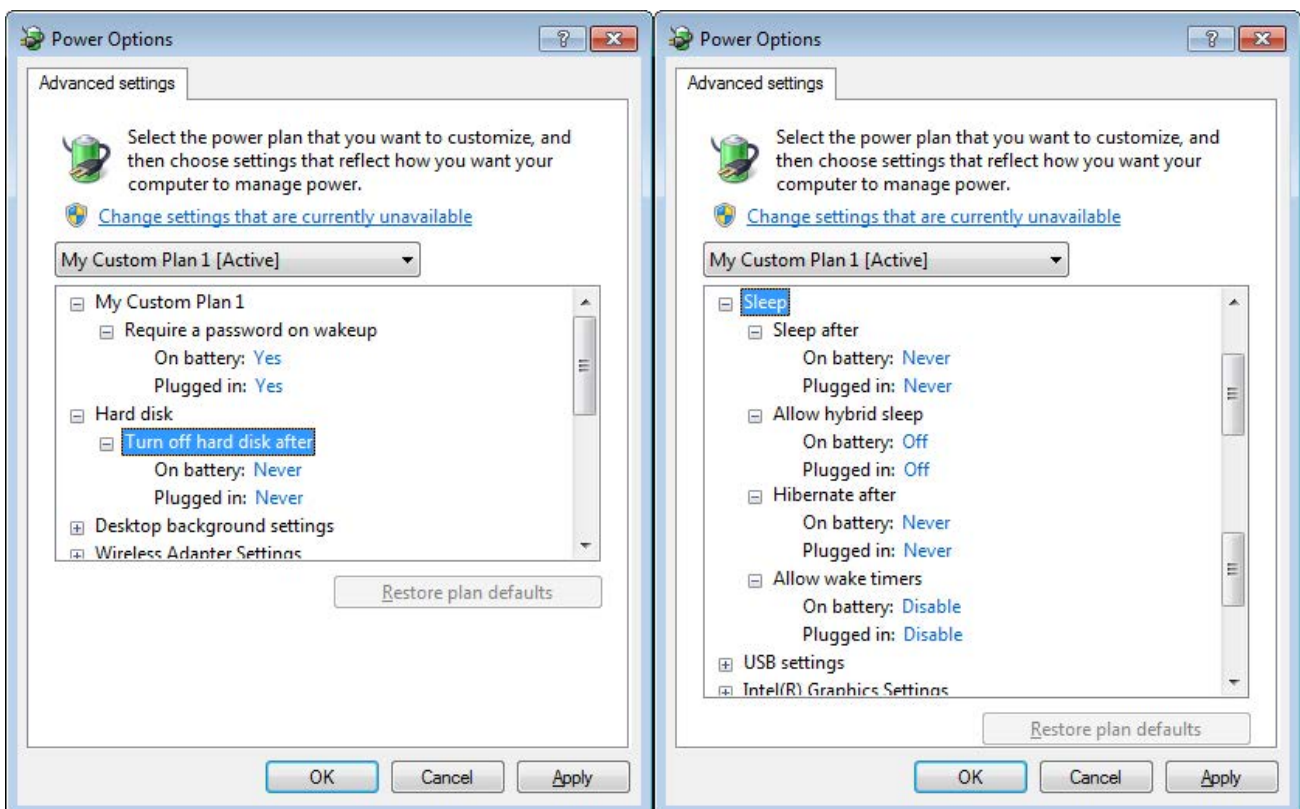 Power Options
Advanced settings
Select the power plan that you want to customize, and
then choose settings that reflect how you want your
computer to manage power.
Change settings that are currently unavailable
My Custom Plan 1 [Active]
My Custom Plan 1
Require a password on wakeup
On battery: Yes
Plugged in: Yes
Hard disk
Turn off hard disk after
On battery: Never
Plugged in: Never
Desktop background settings
Wireless Adapter Settings
Restore plan defaults
OK Cancel Apply
Power Options
Advanced settings
Select the power plan that you want to customize, and
then choose settings that reflect how you want your
computer to manage power.
Change settings that are currently unavailable
My Custom Plan 1 [Active]
Sleep
Sleep after
On battery: Never
Plugged in: Never
Allow hybrid sleep
On battery: Off
Plugged in: Off
Hibernate after
On battery: Never
Plugged in: Never
Allow wake timers
On battery: Disable
Plugged in: Disable
USB settings
Intel(R) Graphics Settings
Restore plan defaults
OK Cancel Apply